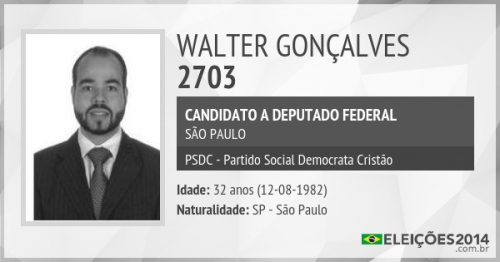 WALTER GONÇALVES
2703
CANDIDATO A DEPUTADO FEDERAL
SÃO PAULO
PSDC - Partido Social Democrata Cristão
Idade: 32 anos (12-08-1982)
Naturalidade: SP - São Paulo
ELEIÇÕES2014
.com.br